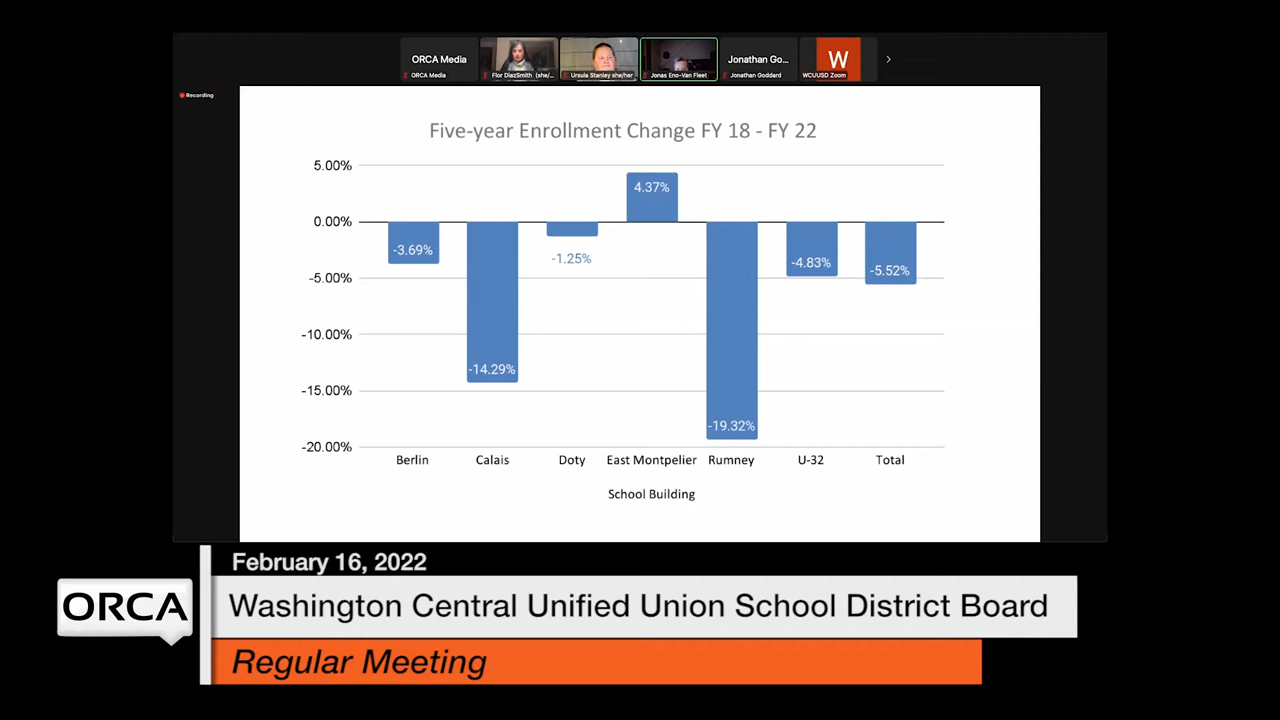 ORCA Media
ORCA Media
Flor DiazSmith (she/...
Ursula Stanley she/her
Jonas Eno-Van Fleet
Jonathan Go...
Jonathan Goddard
W
WCUUSD Zoom
Recording
Five-year Enrollment Change FY 18 - FY 22
5.00%
0.00%
-5.00%
-10.00%
-15.00%
-20.00%
-3.69%
-14.29%
-1.25%
4.37%
-19.32%
-4.83%
-5.52%
Berlin Calais Doty East Montpelier Rumney U-32 Total
School Building
February 16, 2022
ORCA
Washington Central Unified Union School District Board
Regular Meeting